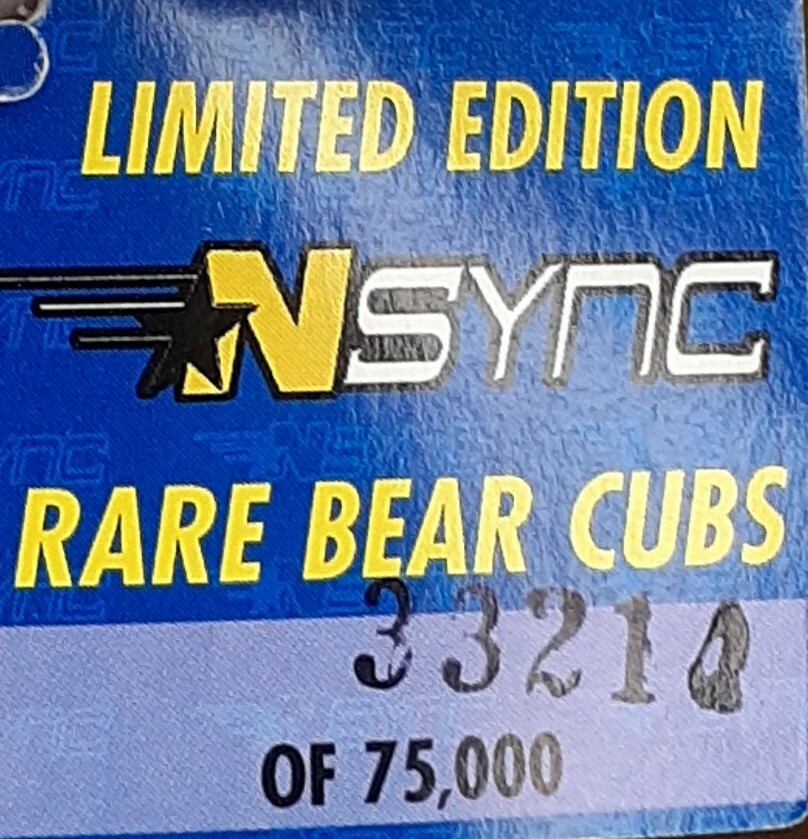 LIMITED EDITION
NSYNC
RARE BEAR CUBS
OF 75,000